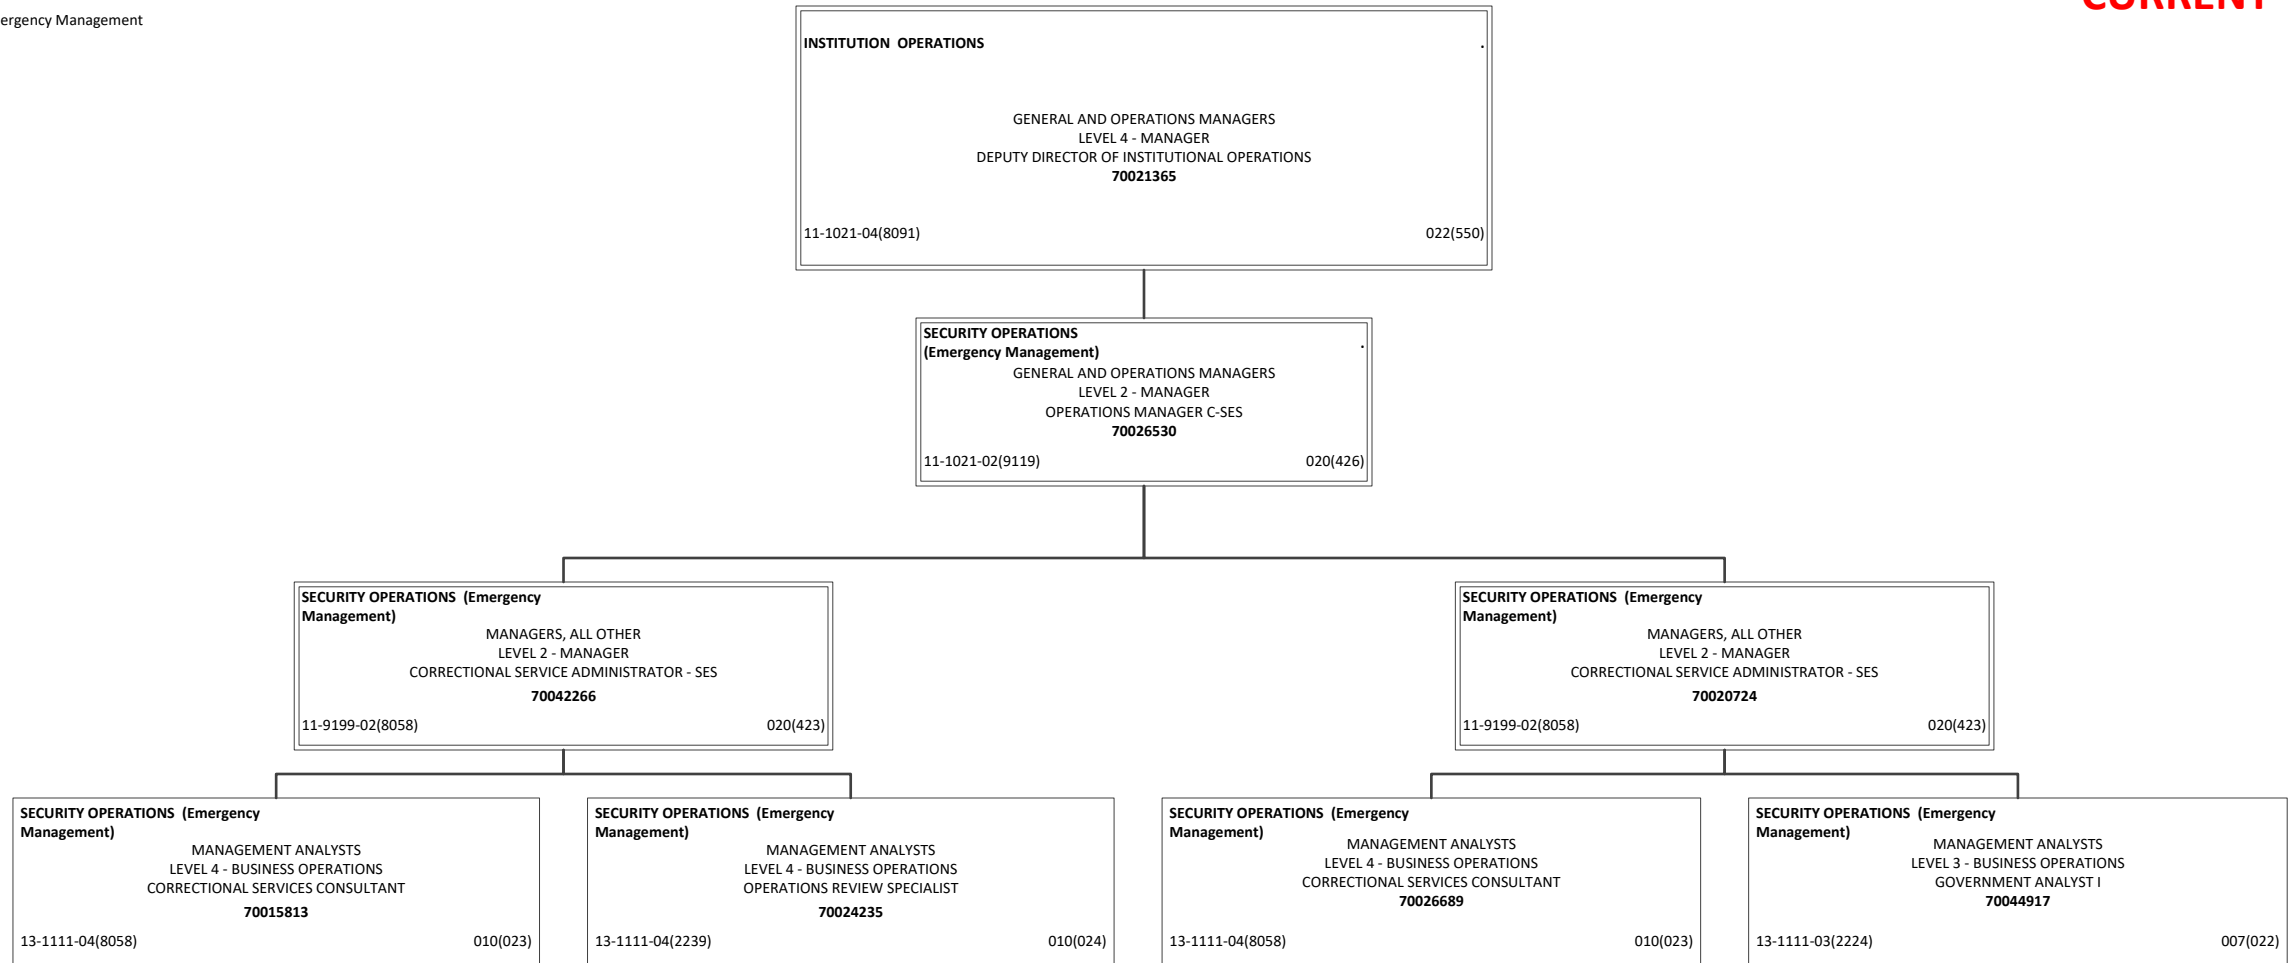 ergency Management
CURRENT
INSTITUTION OPERATIONS .
GENERAL AND OPERATIONS MANAGERS
LEVEL 4 - MANAGER
DEPUTY DIRECTOR OF INSTITUTIONAL OPERATIONS
70021365
11-1021-04(8091) 022(550)
SECURITY OPERATIONS
(Emergency Management) .
GENERAL AND OPERATIONS MANAGERS
LEVEL 2 - MANAGER
OPERATIONS MANAGER C-SES
70026530
11-1021-02(9119) 020(426)
SECURITY OPERATIONS (Emergency
Management)
MANAGERS, ALL OTHER
LEVEL 2 - MANAGER
CORRECTIONAL SERVICE ADMINISTRATOR - SES
70042266
11-9199-02(8058) 020(423)
SECURITY OPERATIONS (Emergency
Management)
MANAGERS, ALL OTHER
LEVEL 2 - MANAGER
CORRECTIONAL SERVICE ADMINISTRATOR - SES
70020724
11-9199-02(8058) 020(423)
SECURITY OPERATIONS (Emergency
Management)
MANAGEMENT ANALYSTS
LEVEL 4 - BUSINESS OPERATIONS
CORRECTIONAL SERVICES CONSULTANT
70015813
13-1111-04(8058) 010(023)
SECURITY OPERATIONS (Emergency
Management)
MANAGEMENT ANALYSTS
LEVEL 4 - BUSINESS OPERATIONS
OPERATIONS REVIEW SPECIALIST
70024235
13-1111-04(2239) 010(024)
SECURITY OPERATIONS (Emergency
Management)
MANAGEMENT ANALYSTS
LEVEL 4 - BUSINESS OPERATIONS
CORRECTIONAL SERVICES CONSULTANT
70026689
13-1111-04(8058) 010(023)
SECURITY OPERATIONS (Emergency
Management)
MANAGEMENT ANALYSTS
LEVEL 3 - BUSINESS OPERATIONS
GOVERNMENT ANALYST I
70044917
13-1111-03(2224) 007(022)